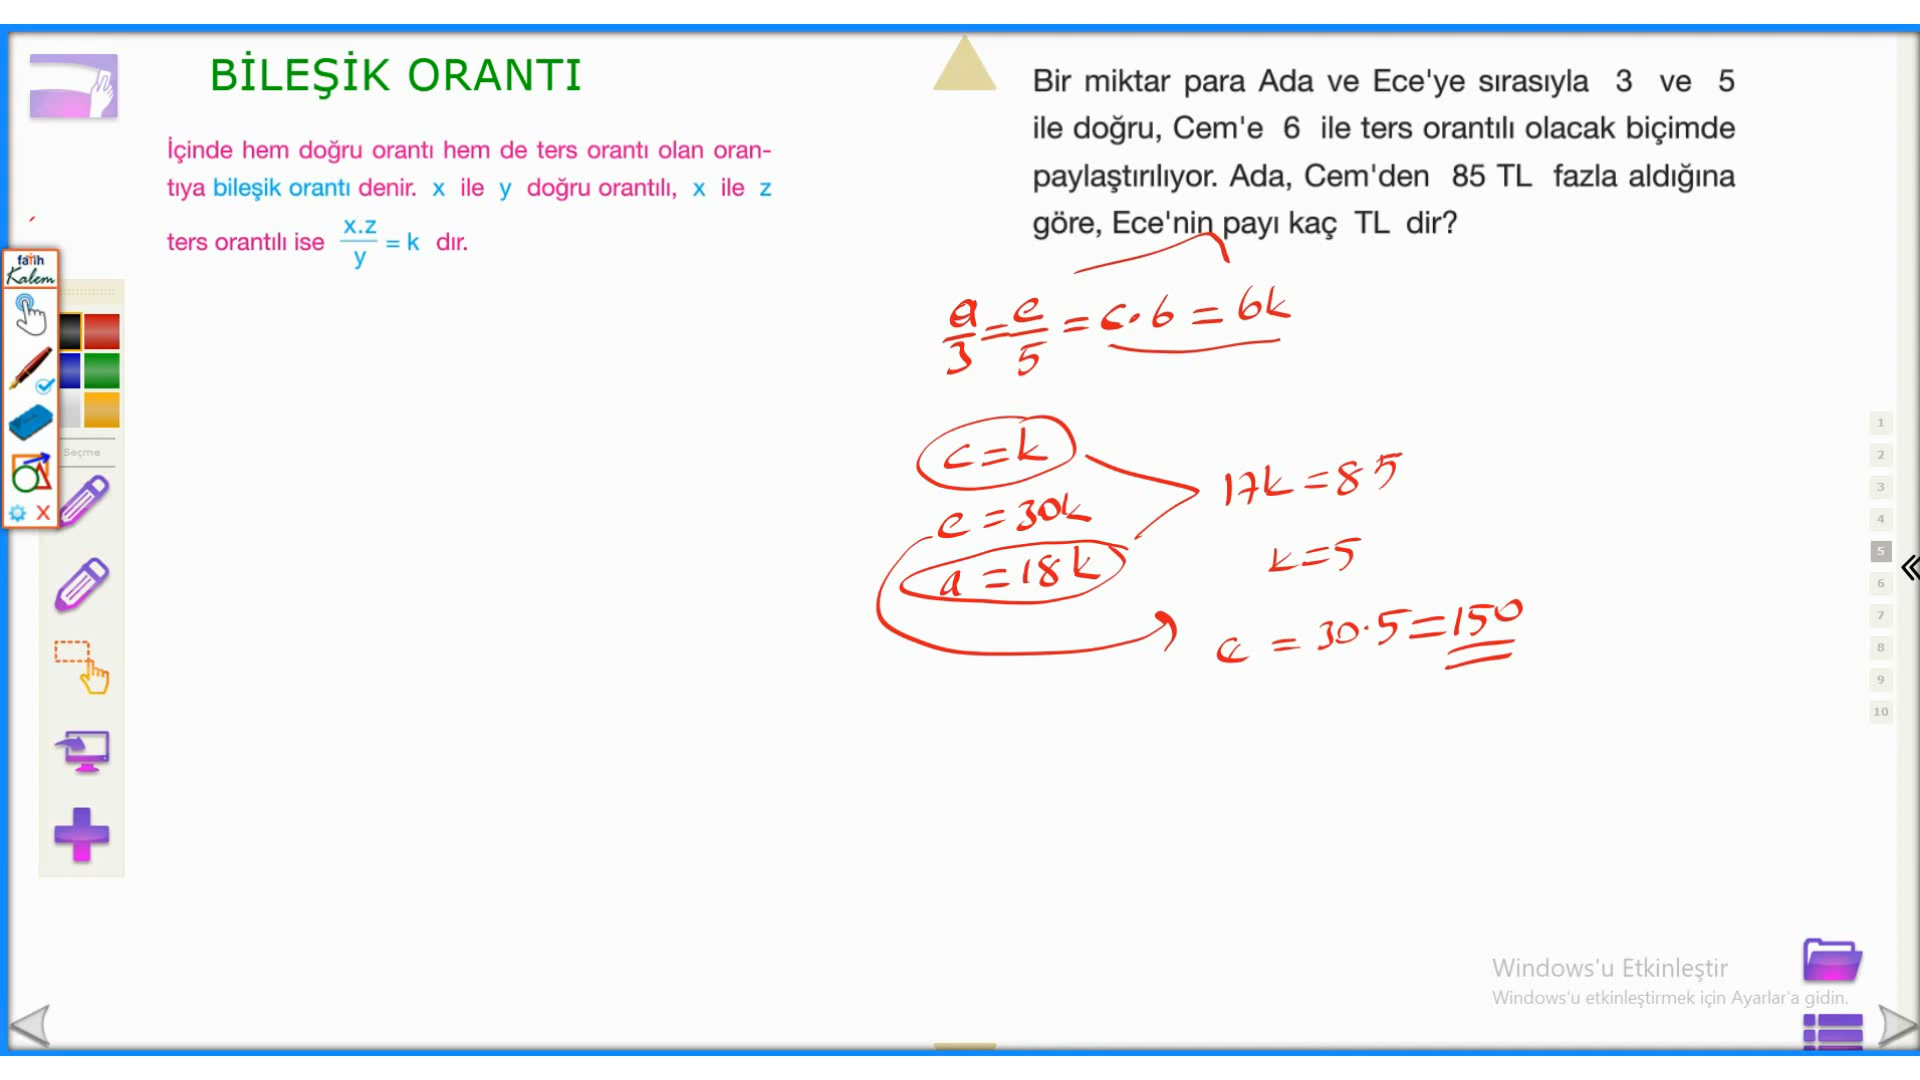 BİLEŞİK ORANTI
İçinde hem doğru orantı hem de ters orantı olan oran-
tıya bileşik orantı denir. x ile y doğru orantılı, x ile z
ters orantılı ise x.z/y = k dır.
Bir miktar para Ada ve Ece'ye sırasıyla 3 ve 5
ile doğru, Cem'e 6 ile ters orantılı olacak biçimde
paylaştırılıyor. Ada, Cem'den 85 TL fazla aldığına
göre, Ece'nin payı kaç TL dir?
a/3 = e/5 = c·6 = 6k
c = k
e = 30k
a = 18k
17k = 85
k = 5
e = 30·5 = 150
fatih
Kalem
Seçme
1
2
3
4
5
6
7
8
9
10
Windows'u Etkinleştir
Windows'u etkinleştirmek için Ayarlar'a gidin.